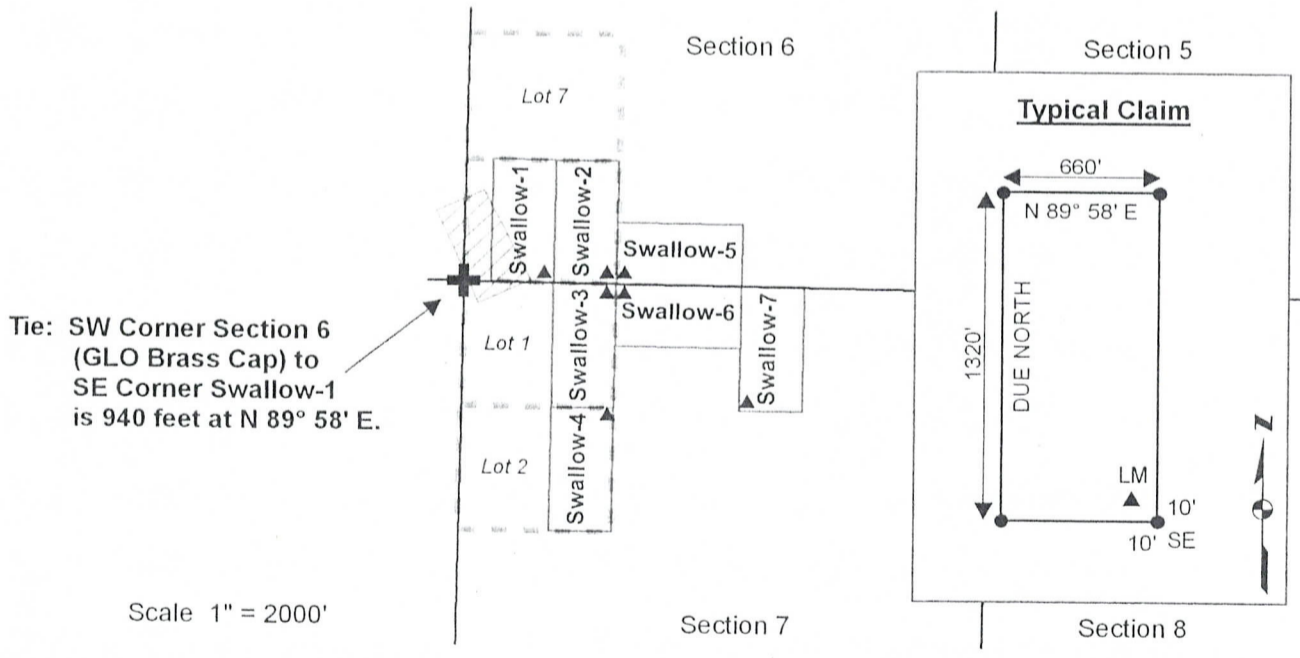 Section 6
Section 5
Lot 7
Typical Claim
660'
N 89° 58' E
Swallow-1
Swallow-2
Swallow-5
Swallow-3
Swallow-6
Swallow-7
1320'
DUE NORTH
Tie: SW Corner Section 6
(GLO Brass Cap) to
SE Corner Swallow-1
is 940 feet at N 89° 58' E.
Lot 1
Lot 2
Swallow-4
LM
10'
10' SE
N
Scale 1" = 2000'
Section 7
Section 8